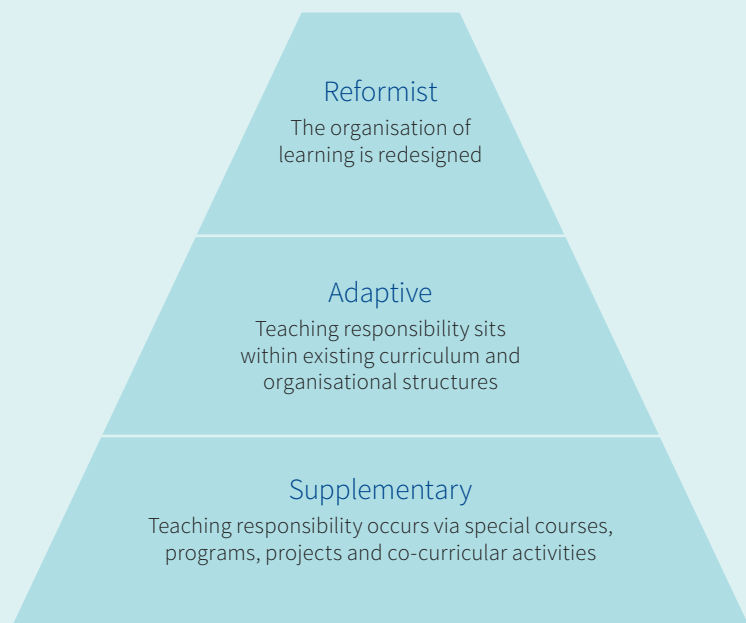 Reformist
The organisation of
learning is redesigned
Adaptive
Teaching responsibility sits
within existing curriculum and
organisational structures
Supplementary
Teaching responsibility occurs via special courses,
programs, projects and co-curricular activities